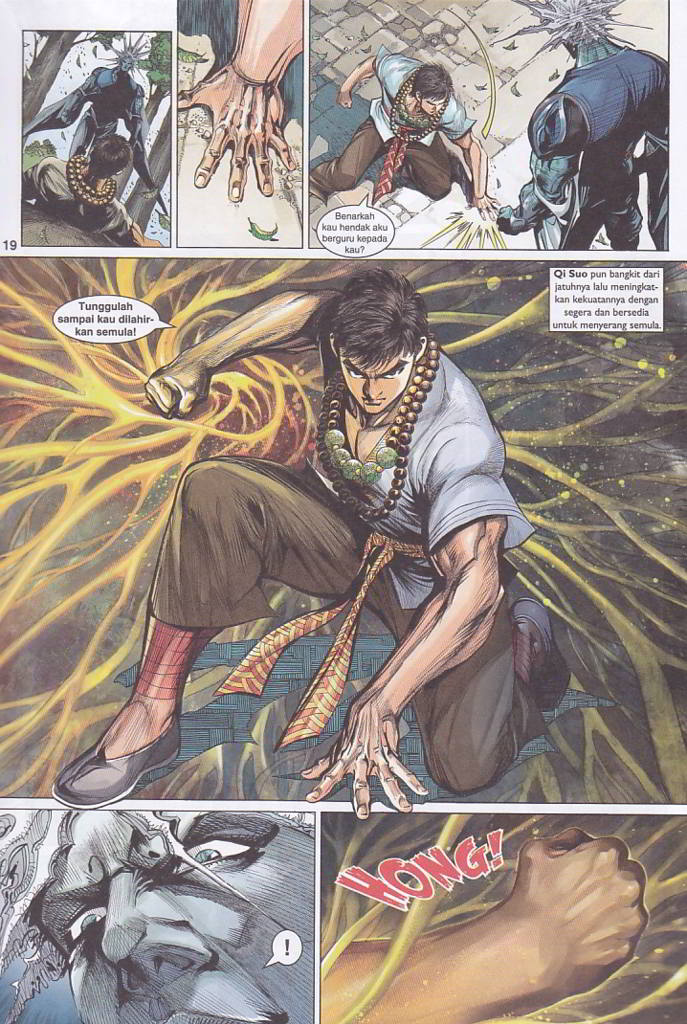 Benarkah
kau hendak aku
berguru kepada
kau?
19
Tunggulah
sampai kau dilahir-
kan semula!
Qi Suo pun bangkit dari
jatuhnya lalu meningkat-
kan kekuatannya dengan
segera dan bersedia
untuk menyerang semula.
!
HONG!